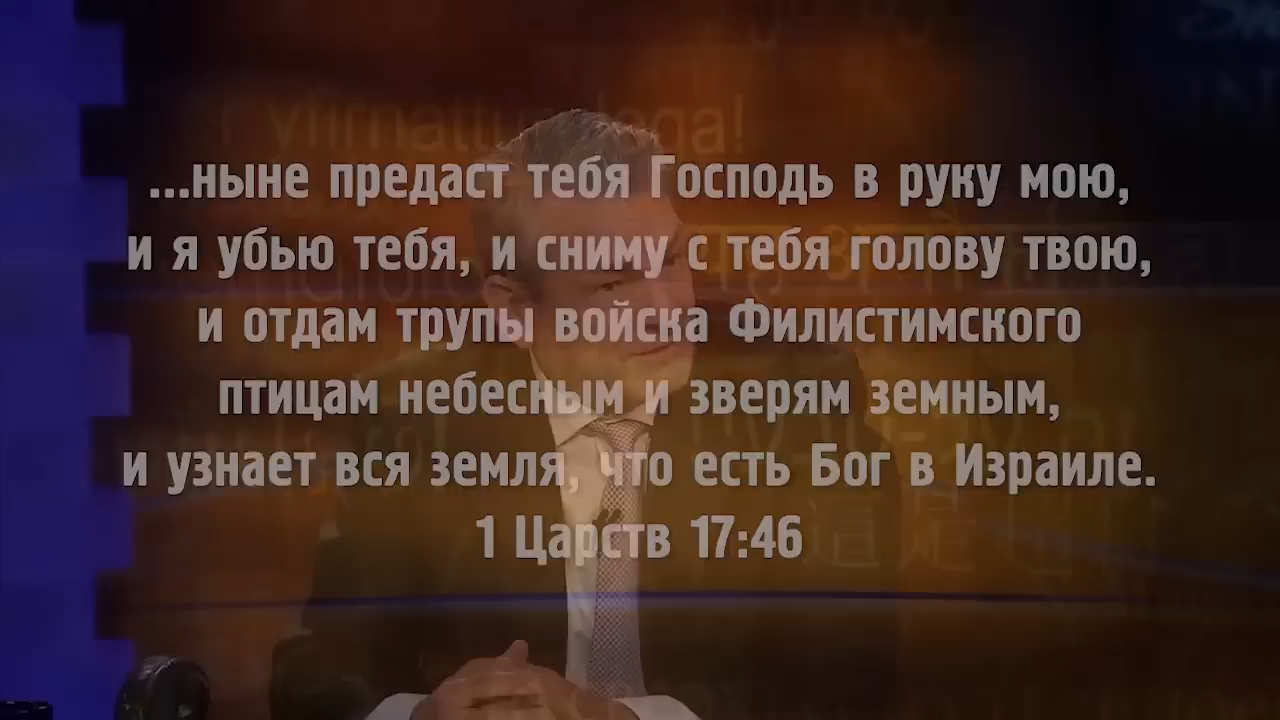 ...ныне предаст тебя Господь в руку мою,
и я убью тебя, и сниму с тебя голову твою,
и отдам трупы войска Филистимского
птицам небесным и зверям земным,
и узнает вся земля, что есть Бог в Израиле.
1 Царств 17:46